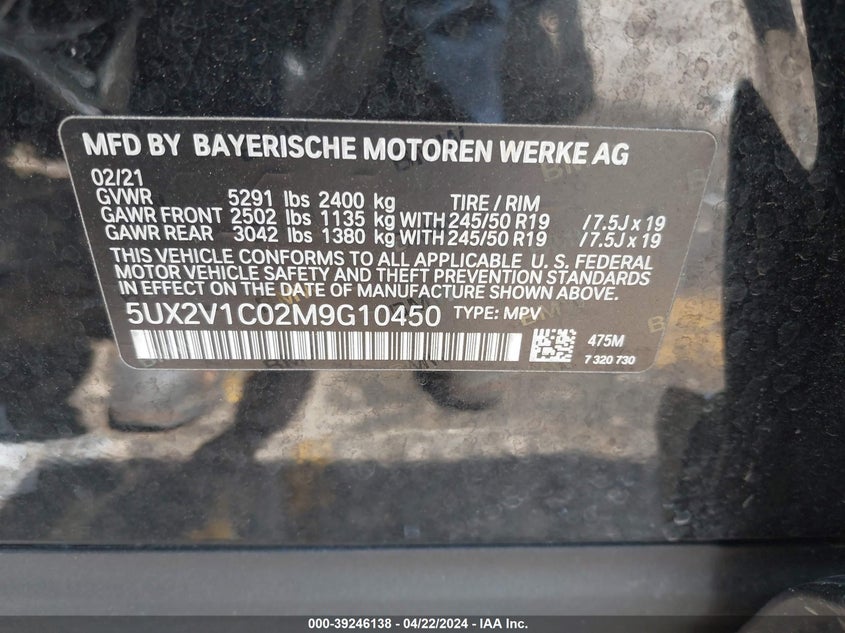 MFD BY BAYERISCHE MOTOREN WERKE AG
02/21
GVWR 5291 lbs 2400 kg TIRE / RIM
GAWR FRONT 2502 lbs 1135 kg WITH 245/50 R19 /7.5J x 19
GAWR REAR 3042 lbs 1380 kg WITH 245/50 R19 /7.5J x 19
THIS VEHICLE CONFORMS TO ALL APPLICABLE U. S. FEDERAL
MOTOR VEHICLE SAFETY AND THEFT PREVENTION STANDARDS
IN EFFECT ON THE DATE OF MANUFACTURE SHOWN ABOVE.
5UX2V1C02M9G10450 TYPE: MPV
475M
7 320 730
000-39246138 - 04/22/2024 - IAA Inc.